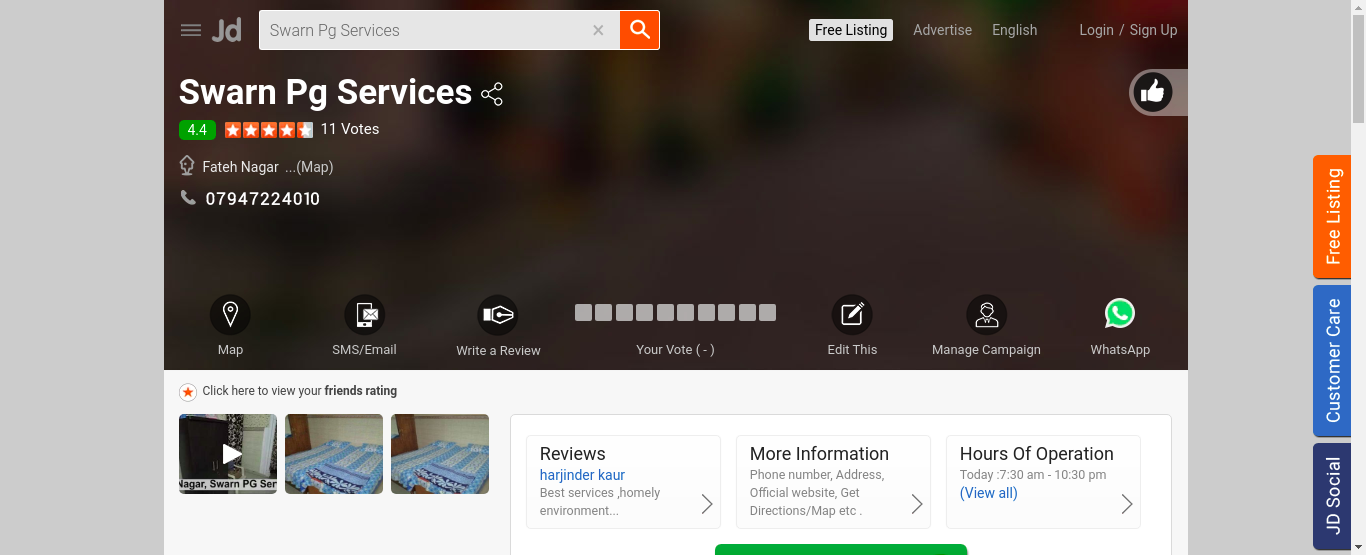 Jd
Swarn Pg Services
Free Listing
Advertise
English
Login / Sign Up
Swarn Pg Services
4.4
11 Votes
Fateh Nagar ...(Map)
07947224010
Map
SMS/Email
Write a Review
Your Vote ( - )
Edit This
Manage Campaign
WhatsApp
Click here to view your friends rating
Nagar, Swarn PG Ser
Reviews
harjinder kaur
Best services ,homely
environment...
More Information
Phone number, Address,
Official website, Get
Directions/Map etc .
Hours Of Operation
Today :7:30 am - 10:30 pm
(View all)
Free Listing
Customer Care
JD Social